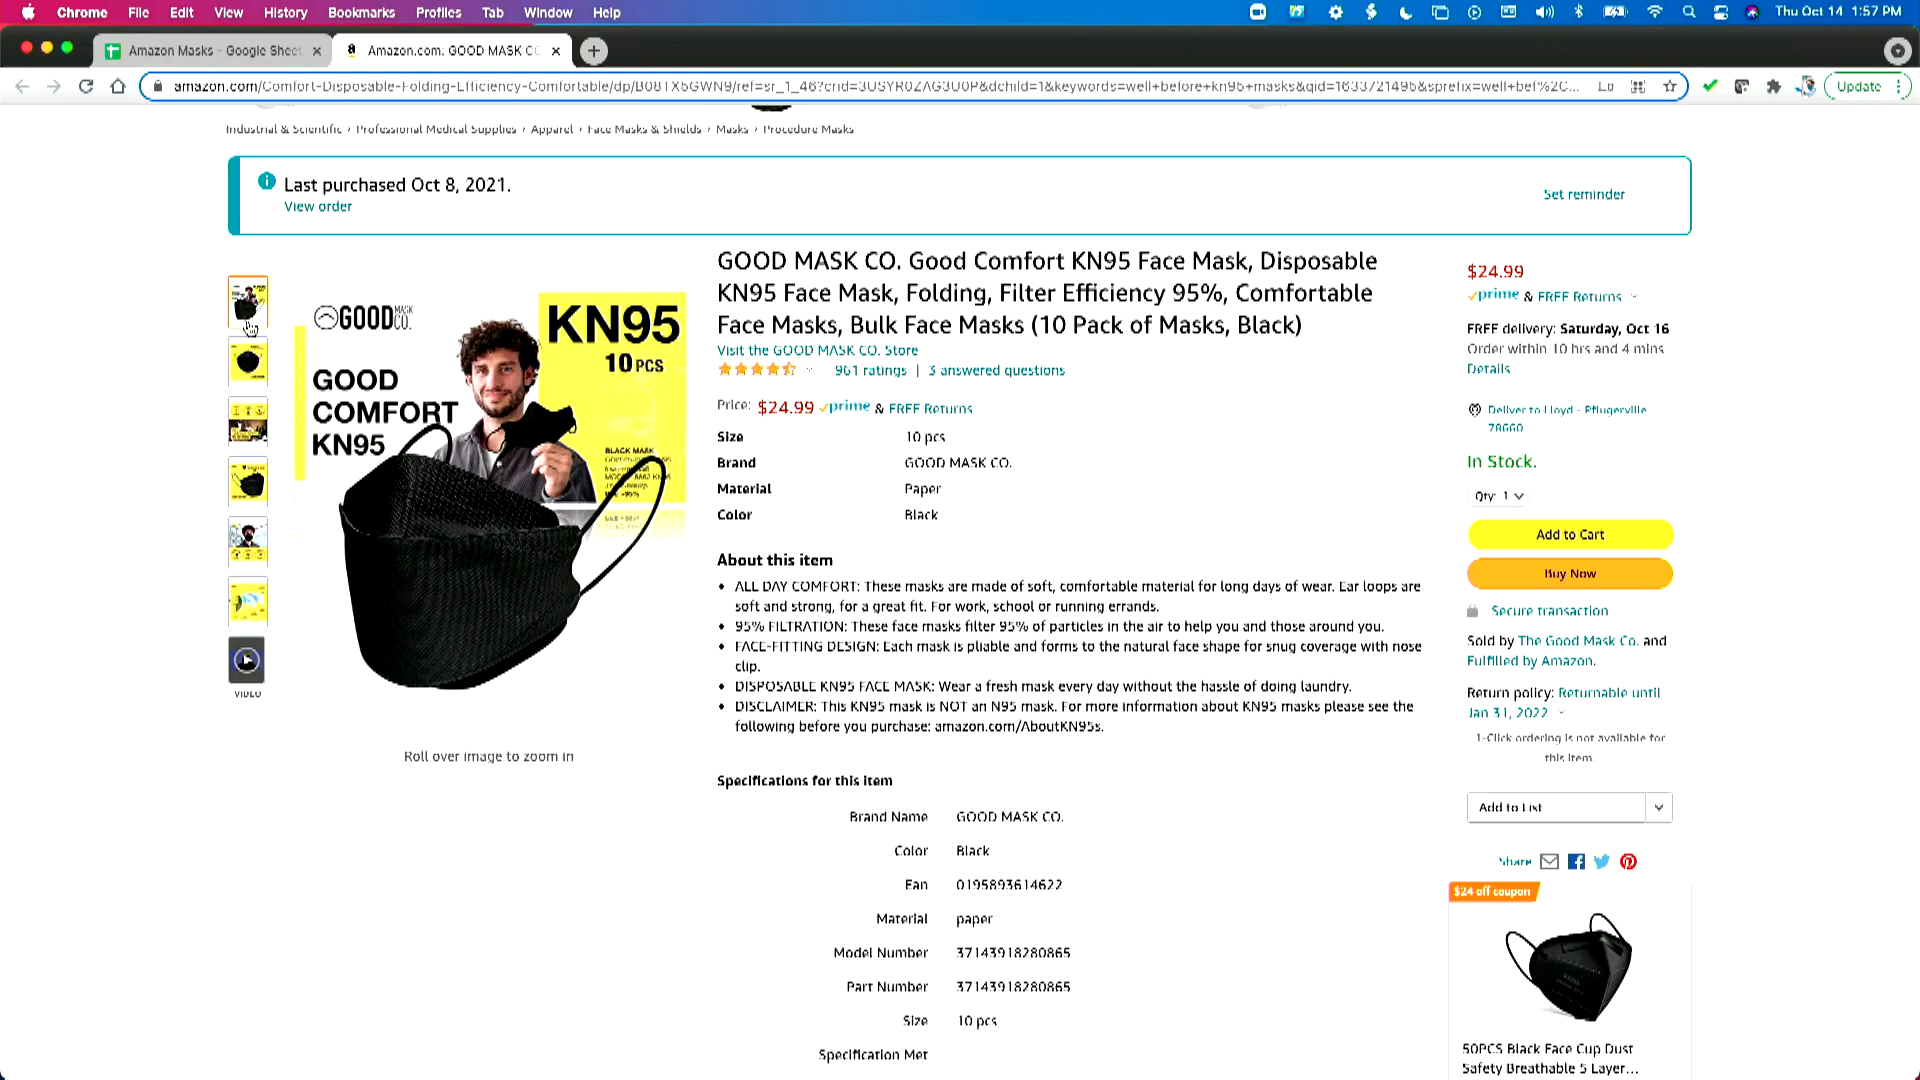 Chrome File Edit View History Bookmarks Profiles Tab Window Help
Thu Oct 14 1:57 PM
Amazon Masks - Google Sheet
Amazon.com: GOOD MASK CO
amazon.com/Comfort-Disposable-Folding-Efficiency-Comfortable/dp/B08TX5GWN9/ref=sr_1_46?crid=3USYR0ZAG3U0P&dchild=1&keywords=well+before+kn95+masks&qid=1633721495&sprefix=well+bef%2C...
Update
Industrial & Scientific › Professional Medical Supplies › Apparel › Face Masks & Shields › Masks › Procedure Masks
Last purchased Oct 8, 2021.
View order
Set reminder
GOOD MASK CO.
KN95
10 PCS
GOOD
COMFORT
KN95
BLACK MASK
VIDEO
Roll over image to zoom in
GOOD MASK CO. Good Comfort KN95 Face Mask, Disposable
KN95 Face Mask, Folding, Filter Efficiency 95%, Comfortable
Face Masks, Bulk Face Masks (10 Pack of Masks, Black)
Visit the GOOD MASK CO. Store
961 ratings | 3 answered questions
Price: $24.99 prime & FREE Returns
Size 10 pcs
Brand GOOD MASK CO.
Material Paper
Color Black
About this item
• ALL DAY COMFORT: These masks are made of soft, comfortable material for long days of wear. Ear loops are
soft and strong, for a great fit. For work, school or running errands.
• 95% FILTRATION: These face masks filter 95% of particles in the air to help you and those around you.
• FACE-FITTING DESIGN: Each mask is pliable and forms to the natural face shape for snug coverage with nose
clip.
• DISPOSABLE KN95 FACE MASK: Wear a fresh mask every day without the hassle of doing laundry.
• DISCLAIMER: This KN95 mask is NOT an N95 mask. For more information about KN95 masks please see the
following before you purchase: amazon.com/AboutKN95s.
Specifications for this item
Brand Name GOOD MASK CO.
Color Black
Ean 0195893614622
Material paper
Model Number 37143918280865
Part Number 37143918280865
Size 10 pcs
Specification Met
$24.99
prime & FREE Returns
FREE delivery: Saturday, Oct 16
Order within 10 hrs and 4 mins
Details
Deliver to Lloyd - Pflugerville
78660
In Stock.
Qty: 1
Add to Cart
Buy Now
Secure transaction
Sold by The Good Mask Co. and
Fulfilled by Amazon.
Return policy: Returnable until
Jan 31, 2022
1-Click ordering is not available for
this item.
Add to List
Share
$24 off coupon
KN95
50PCS Black Face Cup Dust
Safety Breathable 5 Layer...